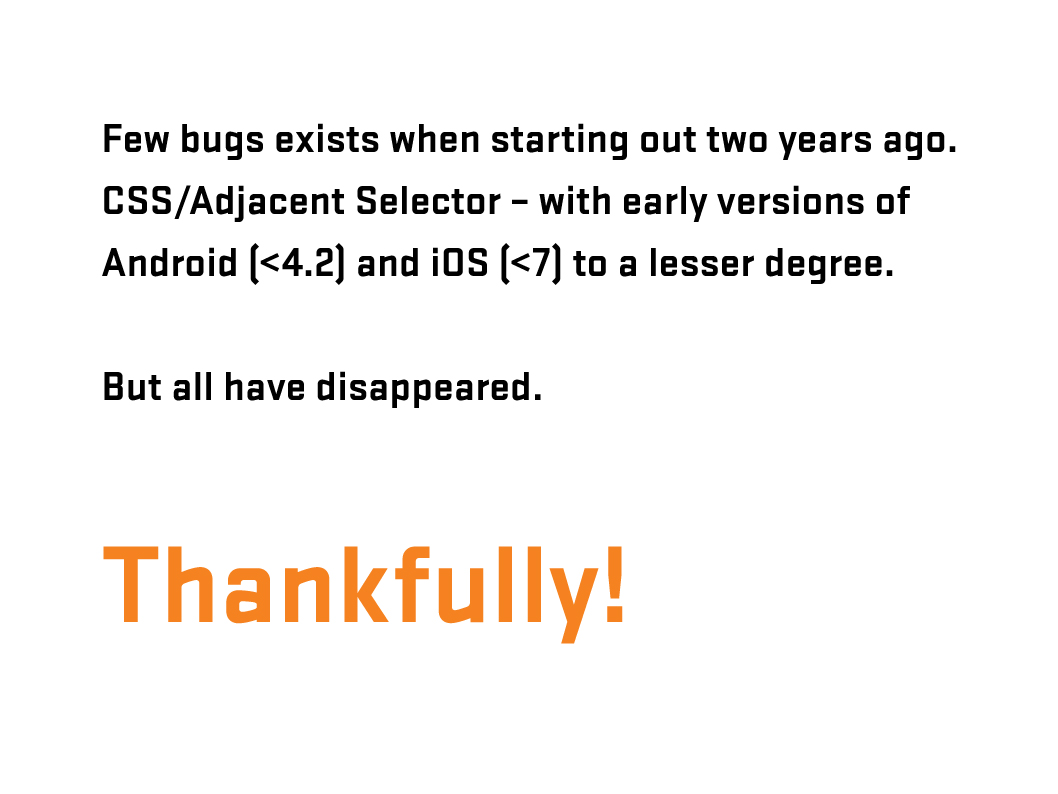 Few bugs exists when starting out two years ago.
CSS/Adjacent Selector – with early versions of
Android (<4.2) and iOS (<7) to a lesser degree.
But all have disappeared.
Thankfully!